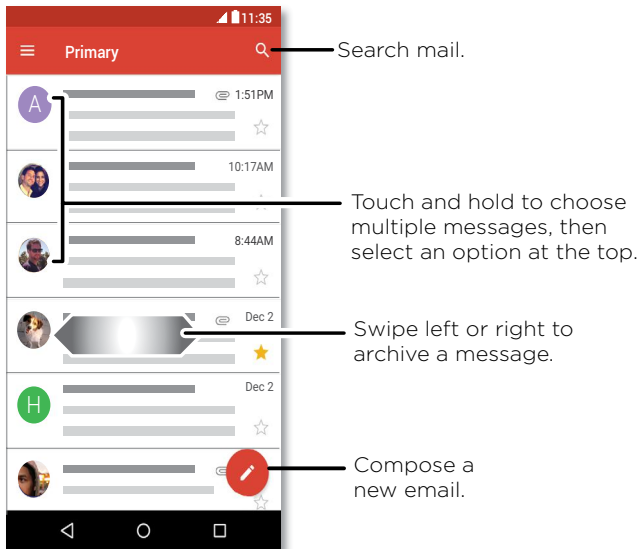 11:35
Primary
Search mail.
A
1:51PM
10:17AM
Touch and hold to choose
multiple messages, then
select an option at the top.
8:44AM
Dec 2
Swipe left or right to
archive a message.
Dec 2
H
Compose a
new email.